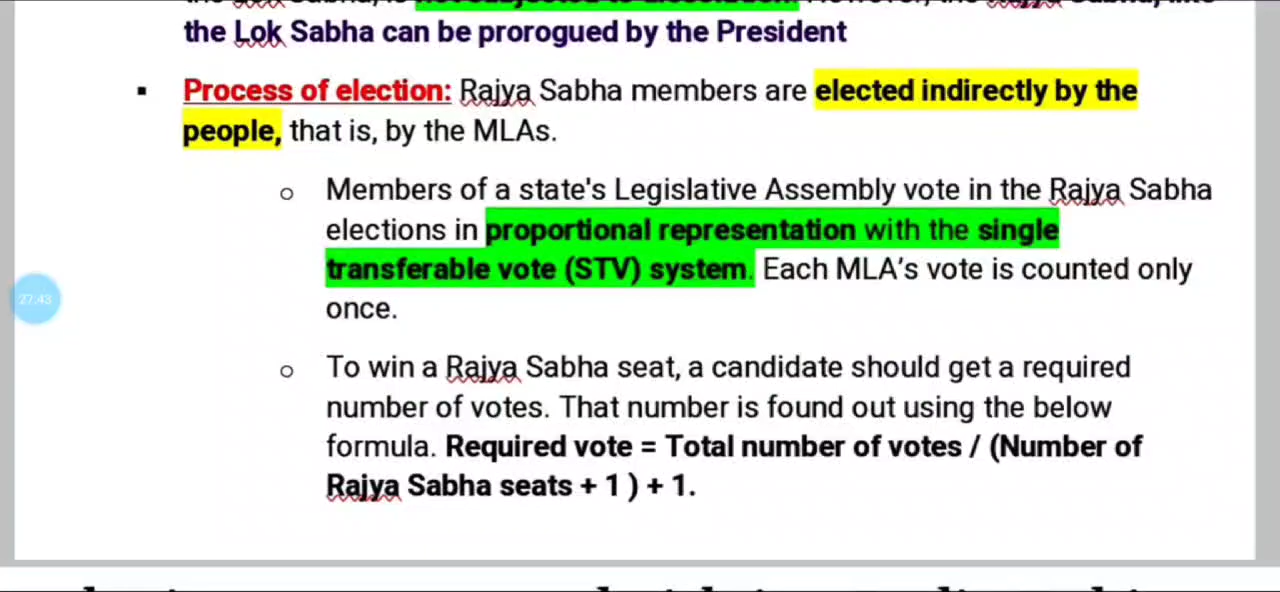 the Lok Sabha can be prorogued by the President
▪ Process of election: Rajya Sabha members are elected indirectly by the
people, that is, by the MLAs.
o Members of a state's Legislative Assembly vote in the Rajya Sabha
elections in proportional representation with the single
transferable vote (STV) system. Each MLA’s vote is counted only
27:43
once.
o To win a Rajya Sabha seat, a candidate should get a required
number of votes. That number is found out using the below
formula. Required vote = Total number of votes / (Number of
Rajya Sabha seats + 1 ) + 1.